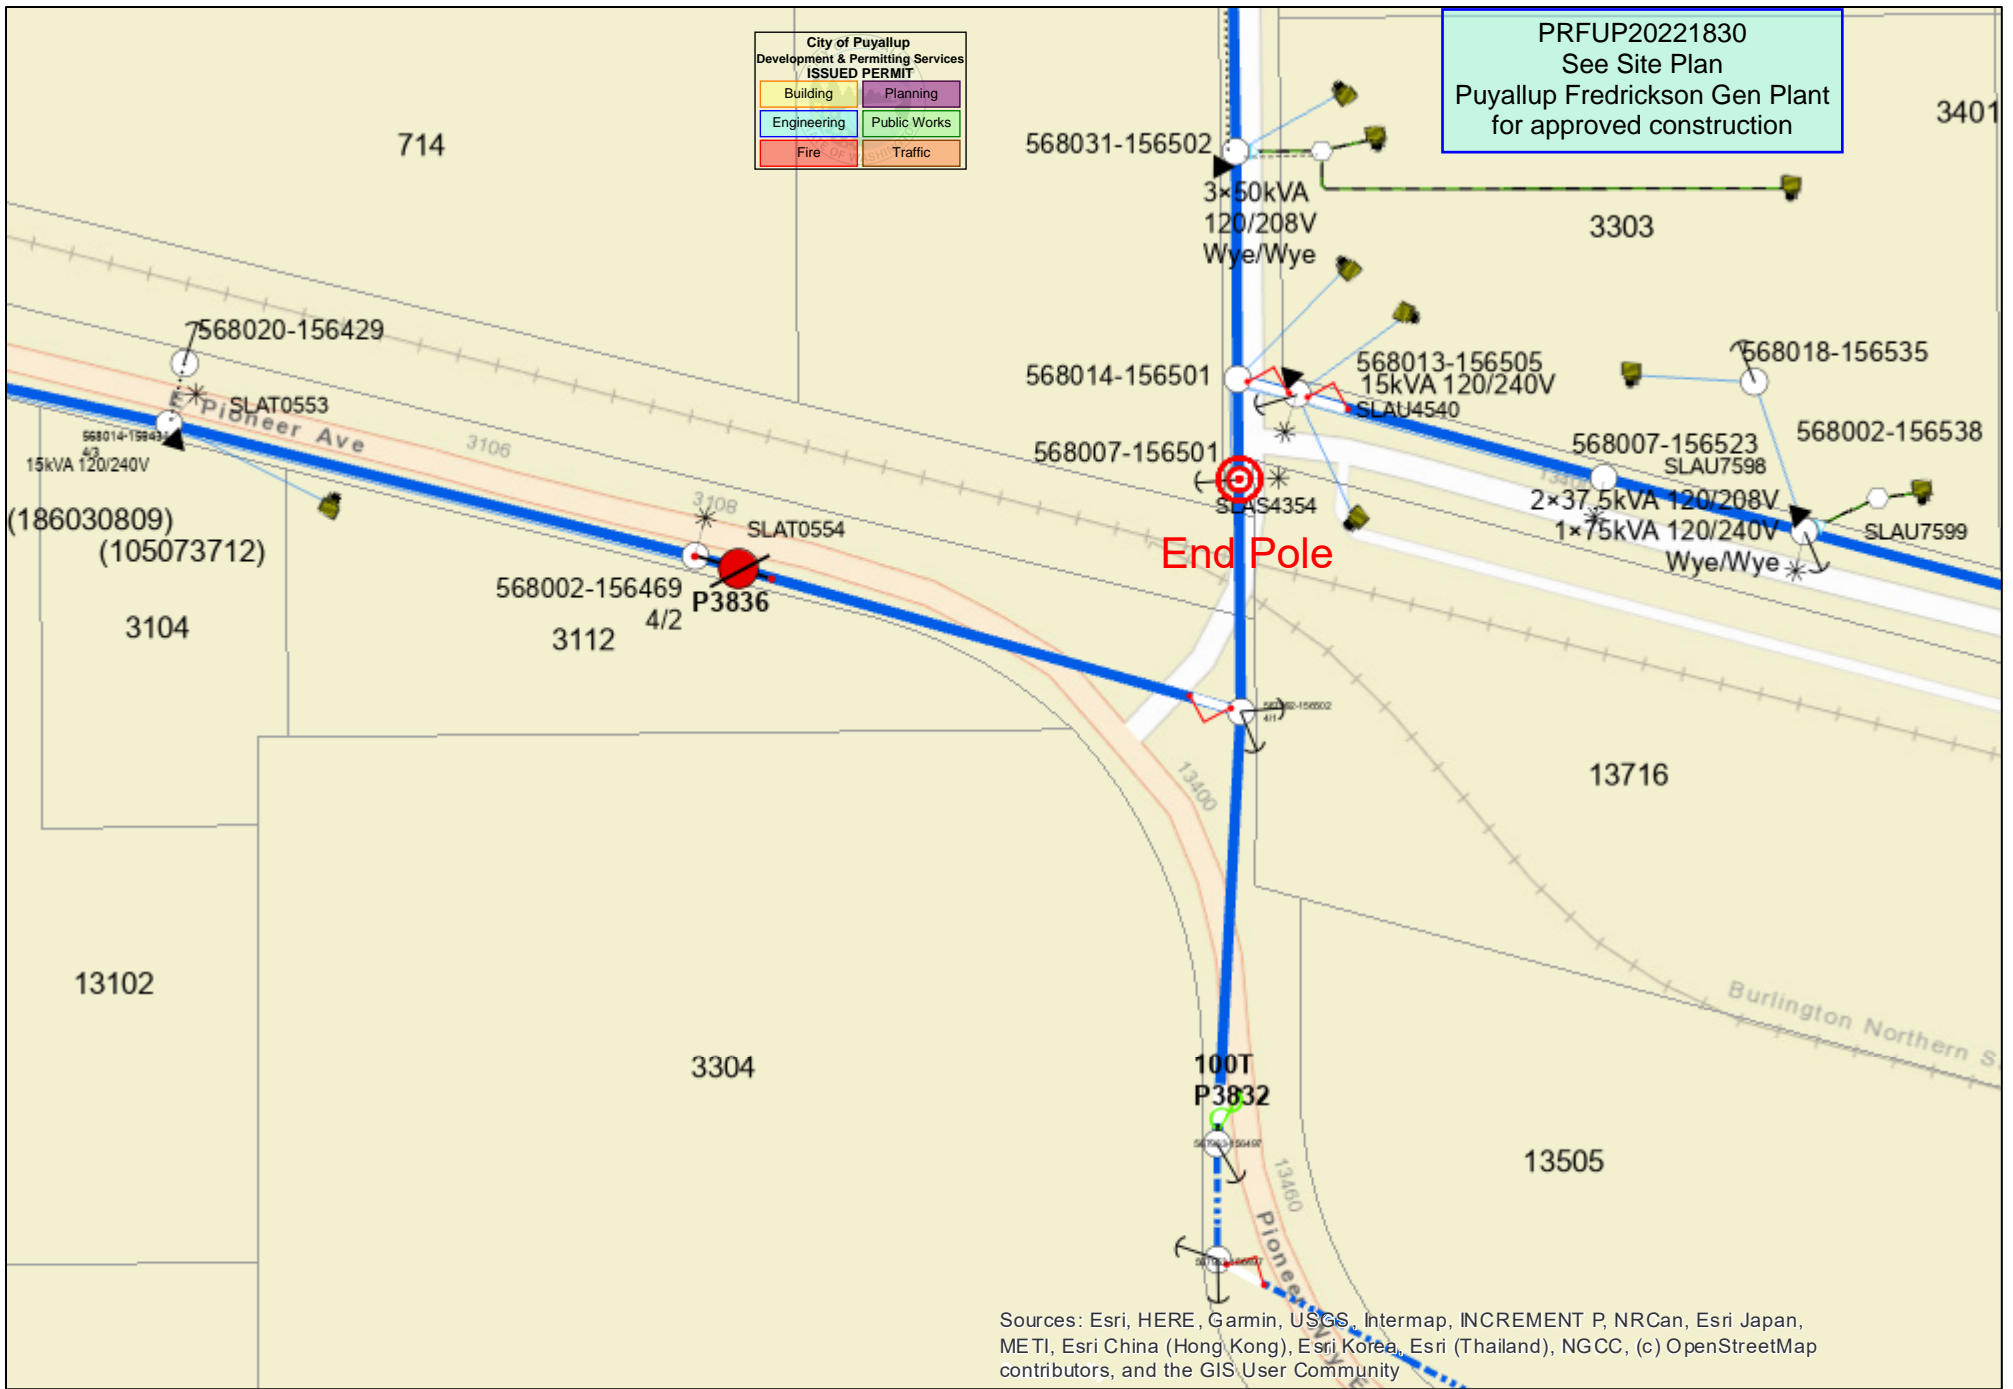 City of Puyallup
Development & Permitting Services
ISSUED PERMIT
Building
Planning
Engineering
Public Works
Fire
Traffic
PRFUP20221830
See Site Plan
Puyallup Fredrickson Gen Plant
for approved construction
3401
714
568031-156502
3×50kVA
120/208V
Wye/Wye
3303
568020-156429
SLAT0553
E Pioneer Ave
3106
4/3
15kVA 120/240V
568014-156501
568013-156505
15kVA 120/240V
SLAU4540
568018-156535
568007-156501
SLAS4354
End Pole
568007-156523
SLAU7598
568002-156538
2×37.5kVA 120/208V
1×75kVA 120/240V
Wye/Wye
SLAU7599
(186030809)
(105073712)
3108
SLAT0554
568002-156469
4/2
P3836
3104
3112
4/1
13400
13716
13102
3304
Burlington Northern S
100T
P3832
13505
13460
Pioneer Wy E
Sources: Esri, HERE, Garmin, USGS, Intermap, INCREMENT P, NRCan, Esri Japan,
METI, Esri China (Hong Kong), Esri Korea, Esri (Thailand), NGCC, (c) OpenStreetMap
contributors, and the GIS User Community